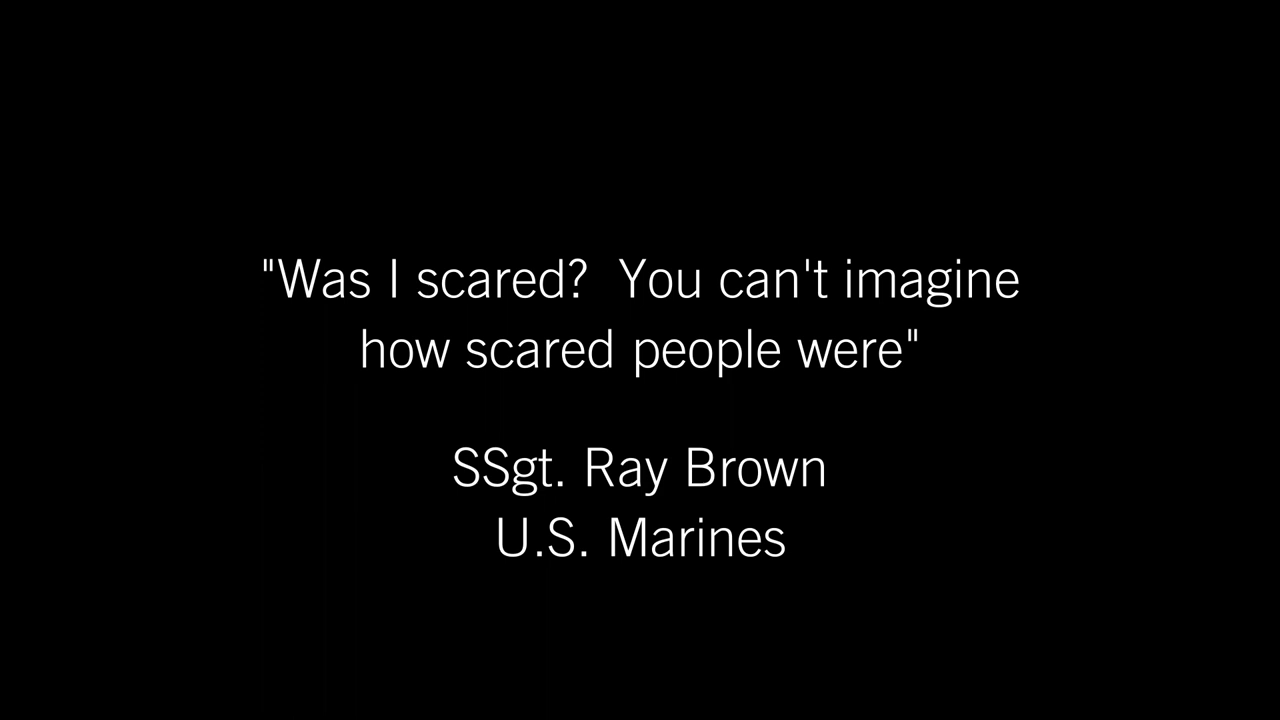 "Was I scared?  You can't imagine
how scared people were"
SSgt. Ray Brown
U.S. Marines